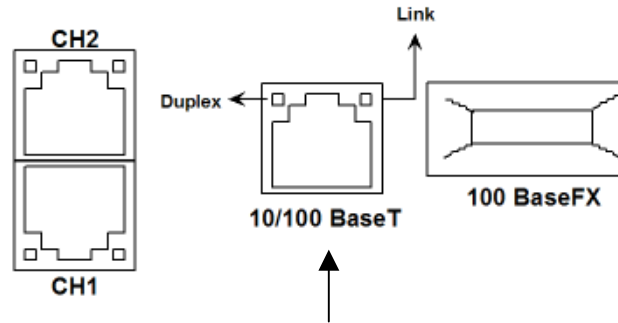 Link
CH2
Duplex
10/100 BaseT
100 BaseFX
CH1